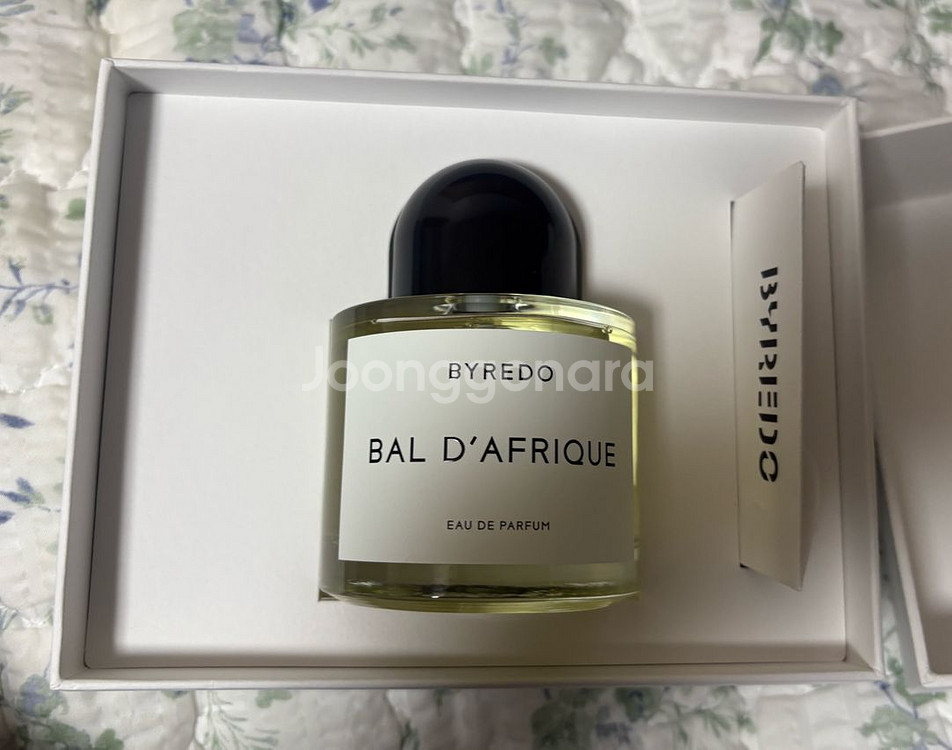 Joonggonara
BYREDO
BAL D'AFRIQUE
EAU DE PARFUM
BYREDO